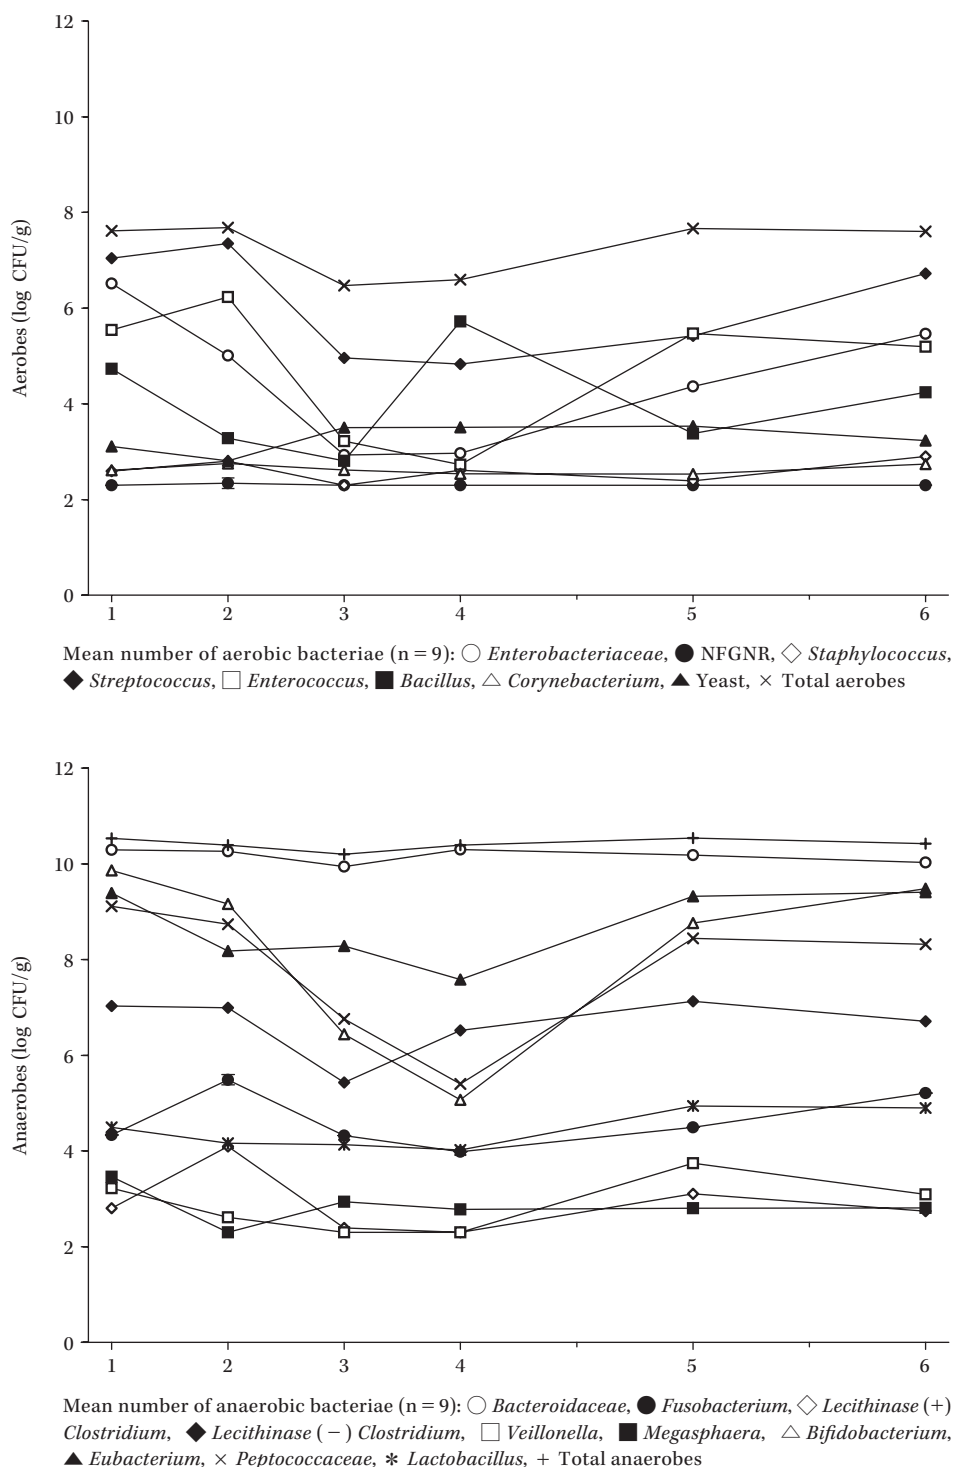 12
10
8
6
4
2
0
Aerobes (log CFU/g)
1 2 3 4 5 6
Mean number of aerobic bacteriae (n = 9): ○ Enterobacteriaceae, ● NFGNR, ◇ Staphylococcus,
◆ Streptococcus, □ Enterococcus, ■ Bacillus, △ Corynebacterium, ▲ Yeast, × Total aerobes
12
10
8
6
4
2
0
Anaerobes (log CFU/g)
1 2 3 4 5 6
Mean number of anaerobic bacteriae (n = 9): ○ Bacteroidaceae, ● Fusobacterium, ◇ Lecithinase (+)
Clostridium, ◆ Lecithinase (−) Clostridium, □ Veillonella, ■ Megasphaera, △ Bifidobacterium,
▲ Eubacterium, × Peptococcaceae, ＊ Lactobacillus, + Total anaerobes